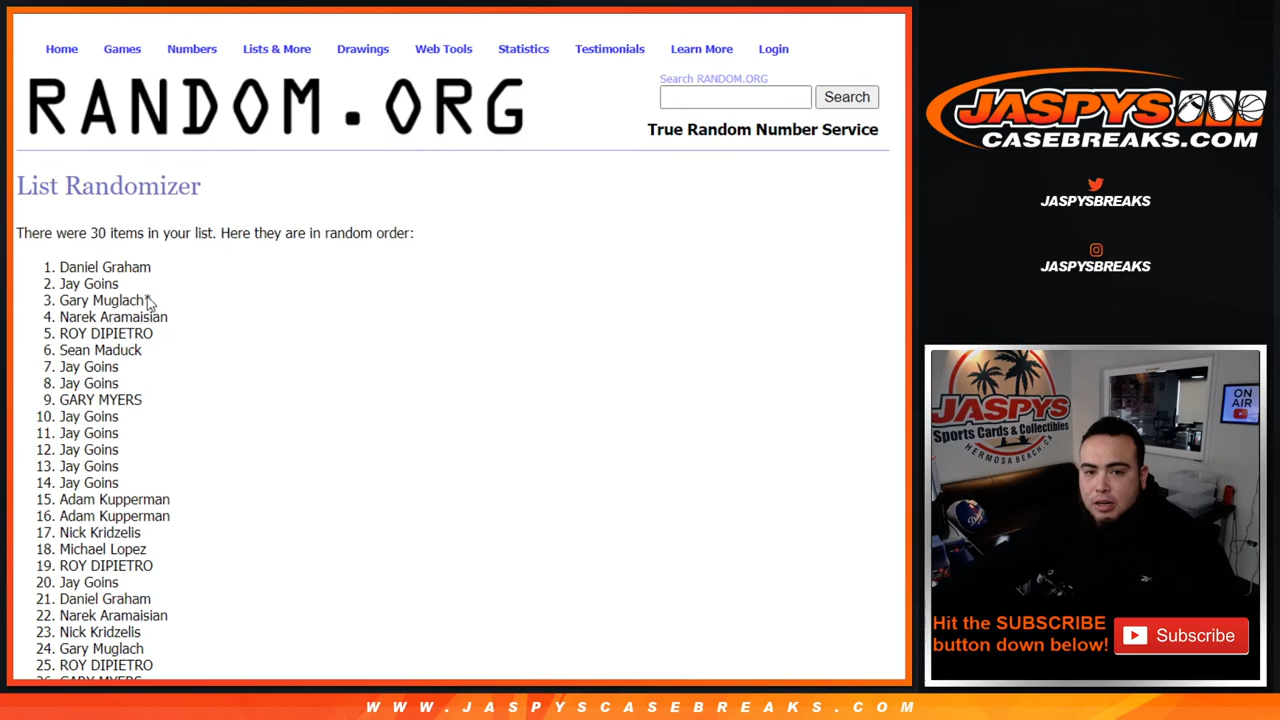 Home Games Numbers Lists & More Drawings Web Tools Statistics Testimonials Learn More Login
RANDOM.ORG
Search RANDOM.ORG
Search
True Random Number Service
List Randomizer
There were 30 items in your list. Here they are in random order:
1. Daniel Graham
2. Jay Goins
3. Gary Muglach*
4. Narek Aramaisian
5. ROY DIPIETRO
6. Sean Maduck
7. Jay Goins
8. Jay Goins
9. GARY MYERS
10. Jay Goins
11. Jay Goins
12. Jay Goins
13. Jay Goins
14. Jay Goins
15. Adam Kupperman
16. Adam Kupperman
17. Nick Kridzelis
18. Michael Lopez
19. ROY DIPIETRO
20. Jay Goins
21. Daniel Graham
22. Narek Aramaisian
23. Nick Kridzelis
24. Gary Muglach
25. ROY DIPIETRO
26. GARY MYERS
JASPYS
CASEBREAKS.COM
JASPYSBREAKS
JASPYSBREAKS
JASPYS
Sports Cards & Collectibles
HERMOSA BEACH, CA
ON AIR
Hit the SUBSCRIBE
button down below!
Subscribe
WWW.JASPYSCASEBREAKS.COM